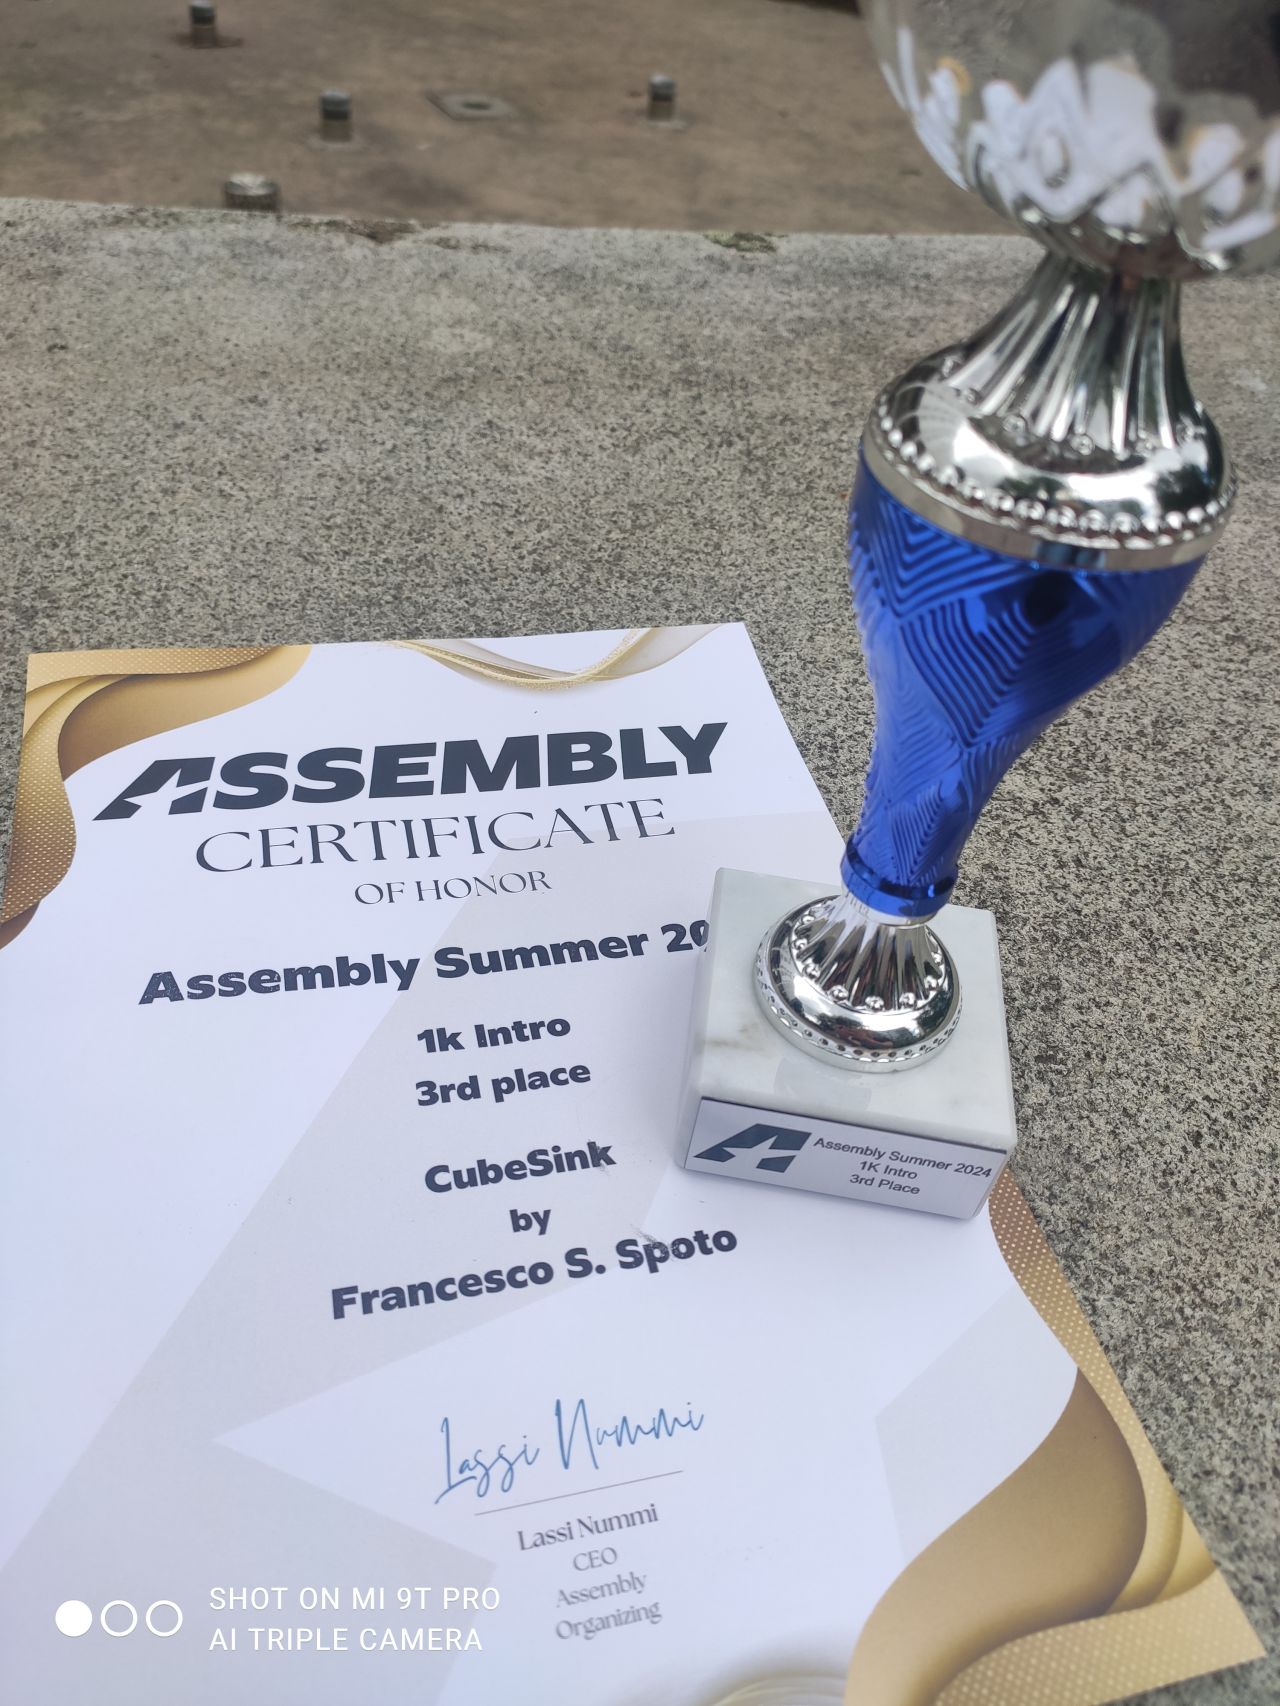 ASSEMBLY
CERTIFICATE
OF HONOR
Assembly Summer 20
1k Intro
3rd place
CubeSink
by
Francesco S. Spoto
Lassi Nummi
Lassi Nummi
CEO
Assembly
Organizing
Assembly Summer 2024
1K Intro
3rd Place
SHOT ON MI 9T PRO
AI TRIPLE CAMERA